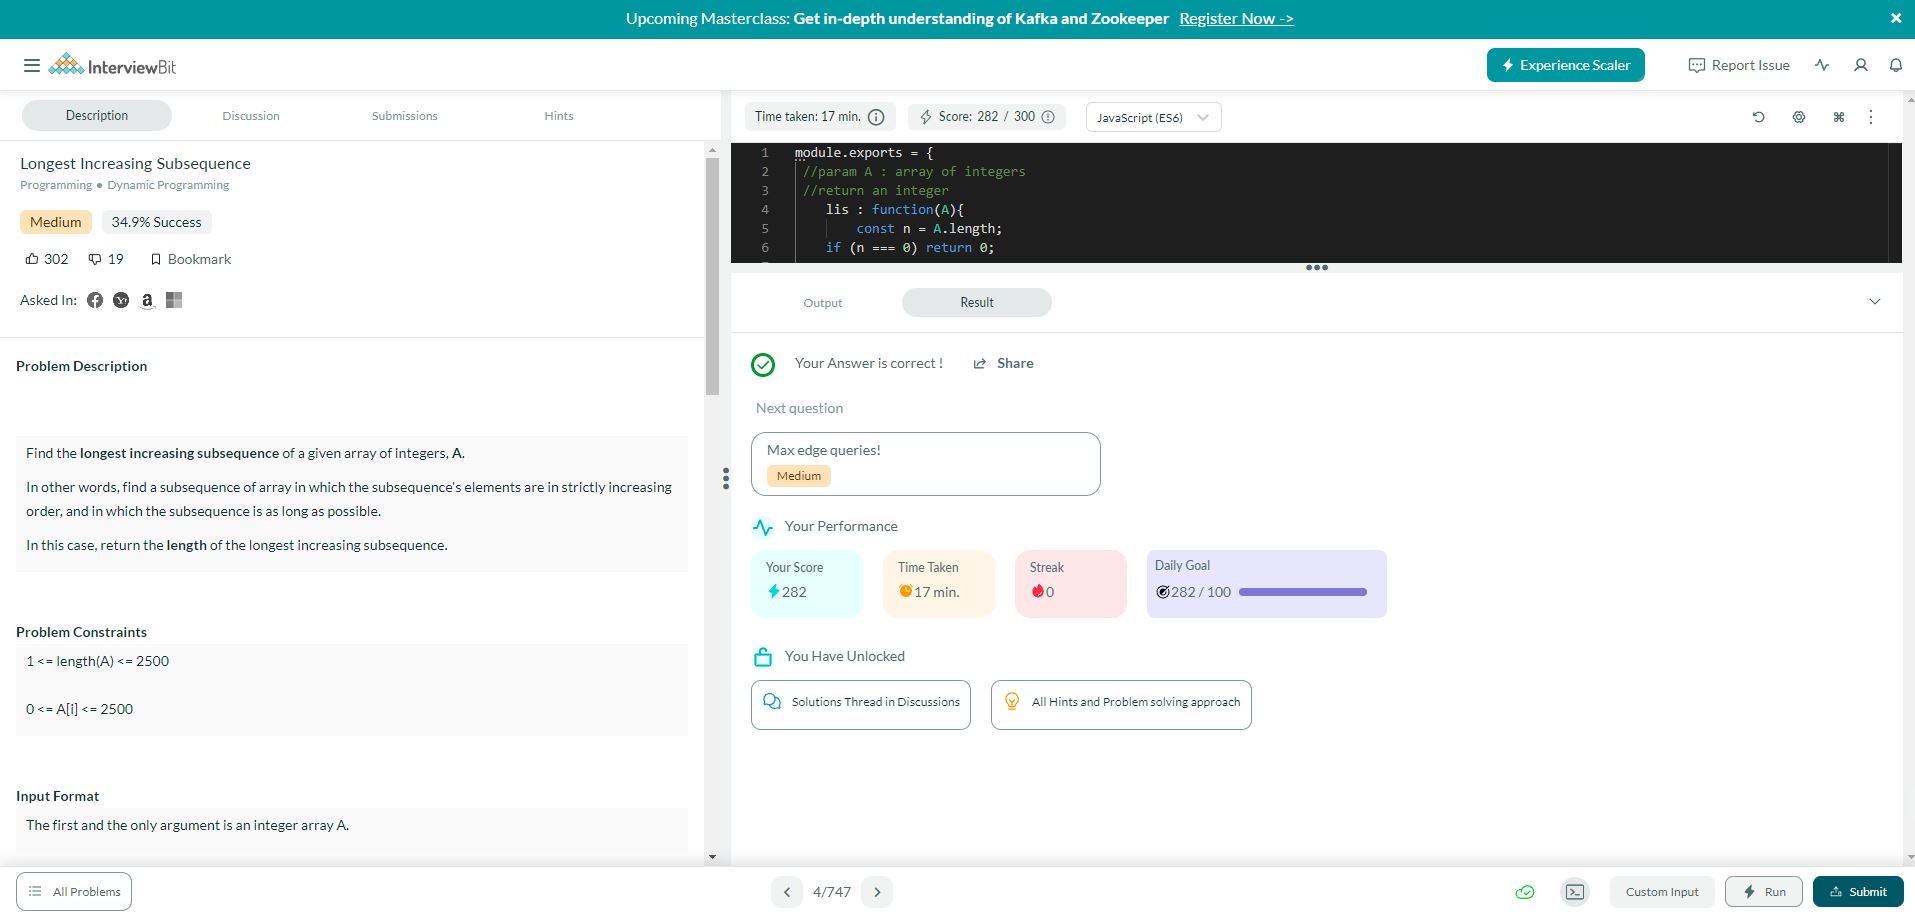 Upcoming Masterclass: Get in-depth understanding of Kafka and Zookeeper Register Now ->
InterviewBit
Experience Scaler
Report Issue
Description
Discussion
Submissions
Hints
Longest Increasing Subsequence
Programming • Dynamic Programming
Medium
34.9% Success
302
19
Bookmark
Asked In:
Problem Description
Find the longest increasing subsequence of a given array of integers, A.
In other words, find a subsequence of array in which the subsequence's elements are in strictly increasing
order, and in which the subsequence is as long as possible.
In this case, return the length of the longest increasing subsequence.
Problem Constraints
1 <= length(A) <= 2500
0 <= A[i] <= 2500
Input Format
The first and the only argument is an integer array A.
Time taken: 17 min.
Score: 282 / 300
JavaScript (ES6)
1 module.exports = {
2 //param A : array of integers
3 //return an integer
4 lis : function(A){
5 const n = A.length;
6 if (n === 0) return 0;
Output
Result
Your Answer is correct !
Share
Next question
Max edge queries!
Medium
Your Performance
Your Score
282
Time Taken
17 min.
Streak
0
Daily Goal
282 / 100
You Have Unlocked
Solutions Thread in Discussions
All Hints and Problem solving approach
All Problems
4/747
Custom Input
Run
Submit